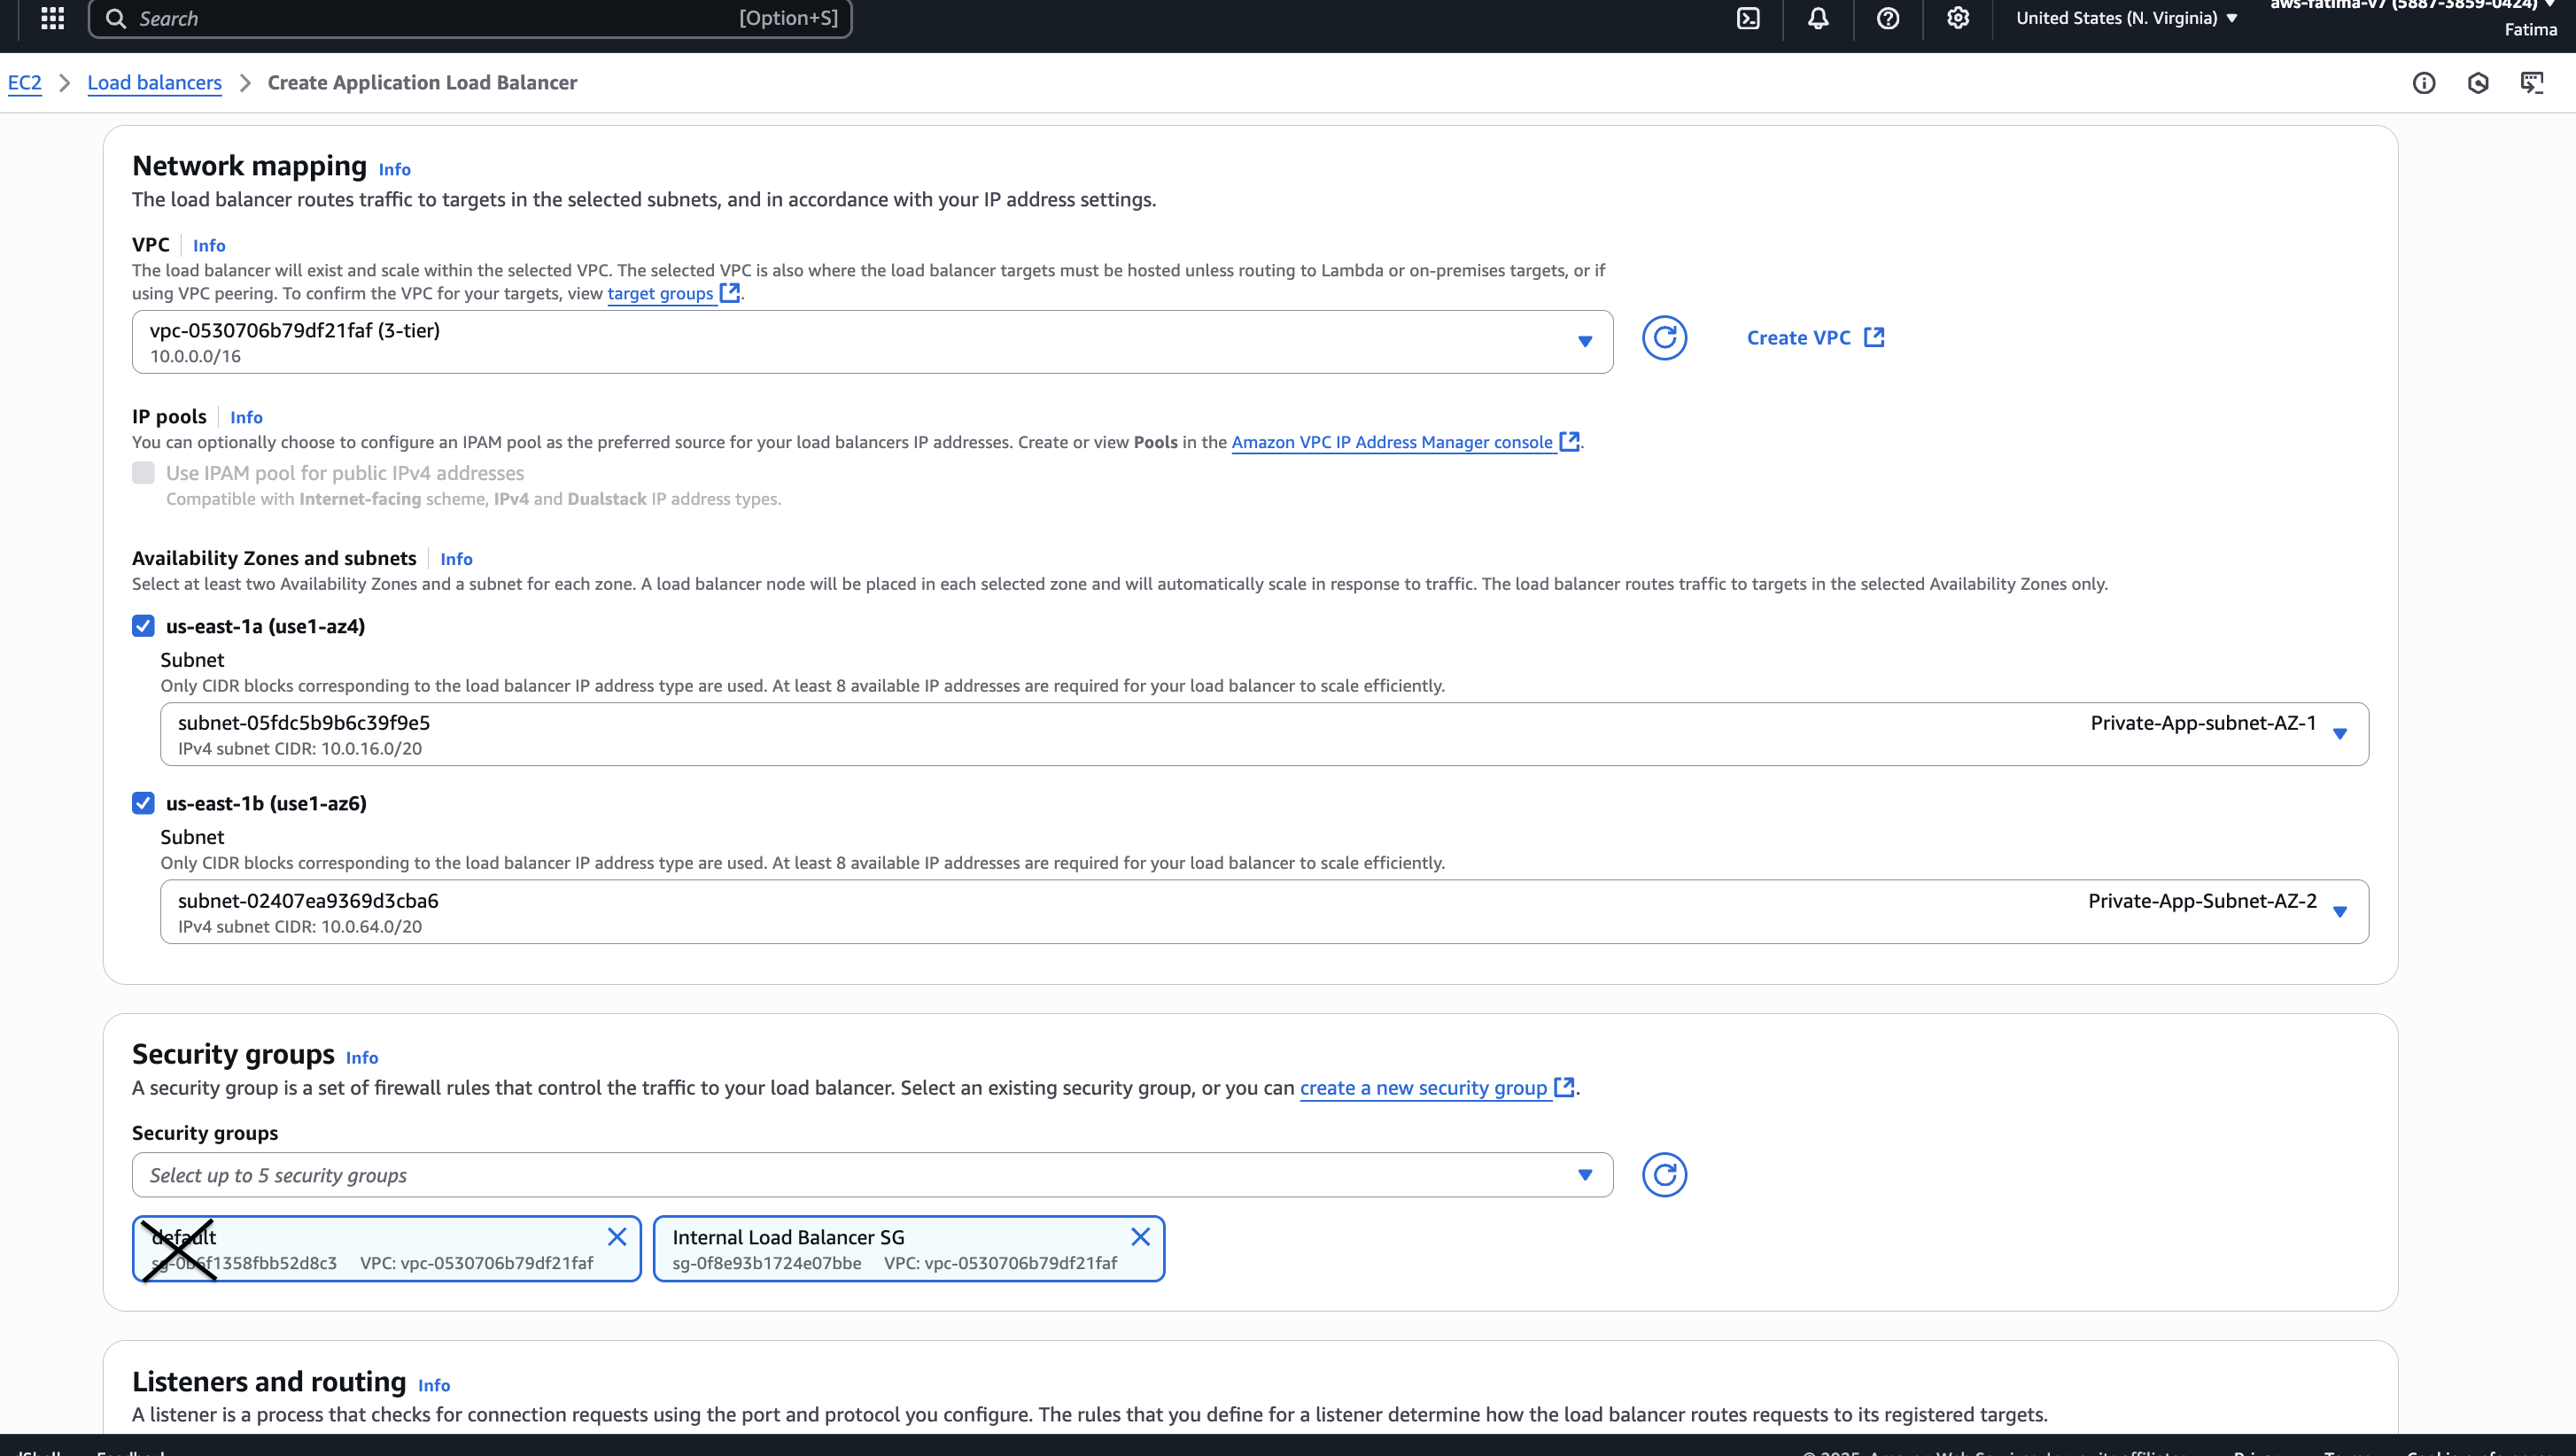 Search [Option+S] United States (N. Virginia) aws-fatima-v7 (5887-3859-0424)
Fatima
EC2 Load balancers Create Application Load Balancer
Network mapping Info
The load balancer routes traffic to targets in the selected subnets, and in accordance with your IP address settings.
VPC Info
The load balancer will exist and scale within the selected VPC. The selected VPC is also where the load balancer targets must be hosted unless routing to Lambda or on-premises targets, or if
using VPC peering. To confirm the VPC for your targets, view target groups.
vpc-0530706b79df21faf (3-tier)
10.0.0.0/16
Create VPC
IP pools Info
You can optionally choose to configure an IPAM pool as the preferred source for your load balancers IP addresses. Create or view Pools in the Amazon VPC IP Address Manager console.
Use IPAM pool for public IPv4 addresses
Compatible with Internet-facing scheme, IPv4 and Dualstack IP address types.
Availability Zones and subnets Info
Select at least two Availability Zones and a subnet for each zone. A load balancer node will be placed in each selected zone and will automatically scale in response to traffic. The load balancer routes traffic to targets in the selected Availability Zones only.
us-east-1a (use1-az4)
Subnet
Only CIDR blocks corresponding to the load balancer IP address type are used. At least 8 available IP addresses are required for your load balancer to scale efficiently.
subnet-05fdc5b9b6c39f9e5 Private-App-subnet-AZ-1
IPv4 subnet CIDR: 10.0.16.0/20
us-east-1b (use1-az6)
Subnet
Only CIDR blocks corresponding to the load balancer IP address type are used. At least 8 available IP addresses are required for your load balancer to scale efficiently.
subnet-02407ea9369d3cba6 Private-App-Subnet-AZ-2
IPv4 subnet CIDR: 10.0.64.0/20
Security groups Info
A security group is a set of firewall rules that control the traffic to your load balancer. Select an existing security group, or you can create a new security group.
Security groups
Select up to 5 security groups
default Internal Load Balancer SG
sg-0b6f1358fbb52d8c3 VPC: vpc-0530706b79df21faf sg-0f8e93b1724e07bbe VPC: vpc-0530706b79df21faf
Listeners and routing Info
A listener is a process that checks for connection requests using the port and protocol you configure. The rules that you define for a listener determine how the load balancer routes requests to its registered targets.